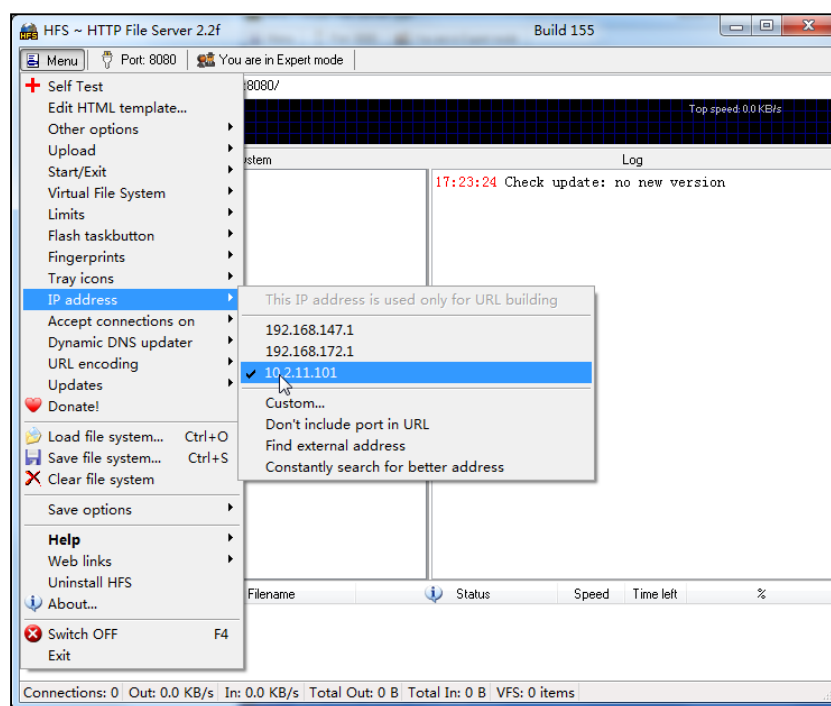 HFS ~ HTTP File Server 2.2f Build 155
Menu Port: 8080 You are in Expert mode
:8080/
Top speed: 0.0 KB/s
Log
17:23:24 Check update: no new version
Self Test
Edit HTML template...
Other options
Upload
Start/Exit
Virtual File System
Limits
Flash taskbutton
Fingerprints
Tray icons
IP address
Accept connections on
Dynamic DNS updater
URL encoding
Updates
Donate!
Load file system... Ctrl+O
Save file system... Ctrl+S
Clear file system
Save options
Help
Web links
Uninstall HFS
About...
Switch OFF F4
Exit
This IP address is used only for URL building
192.168.147.1
192.168.172.1
10.2.11.101
Custom...
Don't include port in URL
Find external address
Constantly search for better address
Filename Status Speed Time left %
Connections: 0 Out: 0.0 KB/s In: 0.0 KB/s Total Out: 0 B Total In: 0 B VFS: 0 items